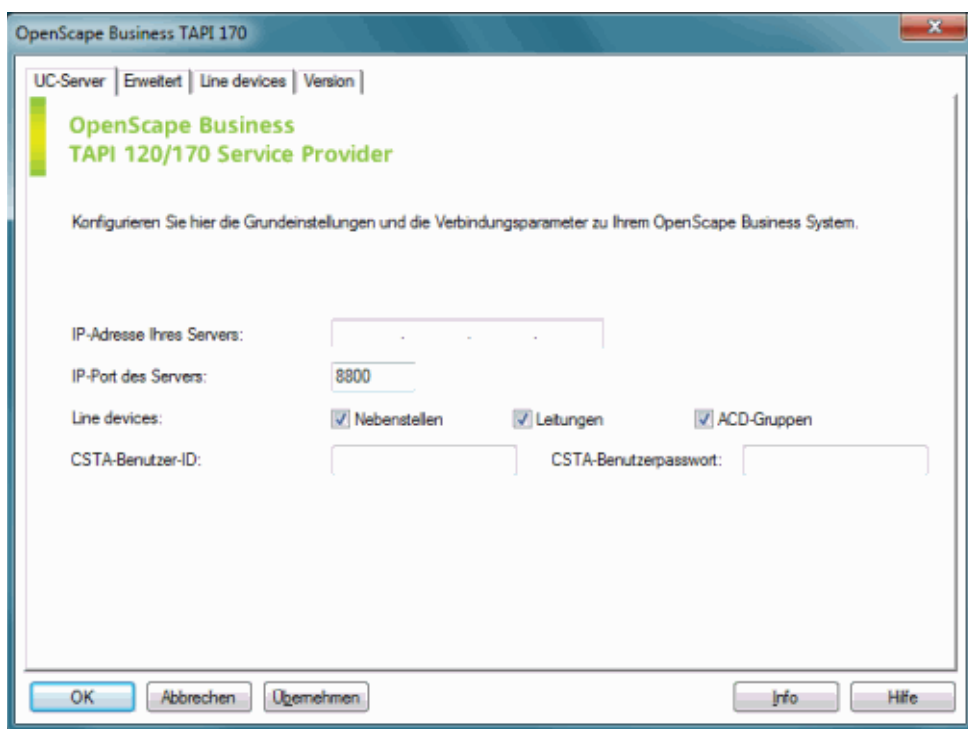 OpenScape Business TAPI 170
UC-Server Erweitert Line devices Version
OpenScape Business
TAPI 120/170 Service Provider
Konfigurieren Sie hier die Grundeinstellungen und die Verbindungsparameter zu Ihrem OpenScape Business System.
IP-Adresse Ihres Servers: . . .
IP-Port des Servers: 8800
Line devices: Nebenstellen Leitungen ACD-Gruppen
CSTA-Benutzer-ID: CSTA-Benutzerpasswort:
OK Abbrechen Übernehmen Info Hilfe